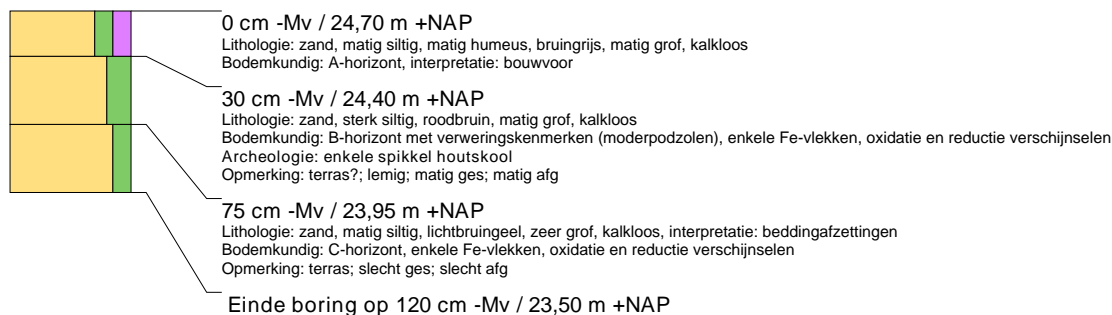 0 cm -Mv / 24,70 m +NAP
Lithologie: zand, matig siltig, matig humeus, bruingrijs, matig grof, kalkloos
Bodemkundig: A-horizont, interpretatie: bouwvoor
30 cm -Mv / 24,40 m +NAP
Lithologie: zand, sterk siltig, roodbruin, matig grof, kalkloos
Bodemkundig: B-horizont met verweringskenmerken (moderpodzolen), enkele Fe-vlekken, oxidatie en reductie verschijnselen
Archeologie: enkele spikkel houtskool
Opmerking: terras?; lemig; matig ges; matig afg
75 cm -Mv / 23,95 m +NAP
Lithologie: zand, matig siltig, lichtbruingeel, zeer grof, kalkloos, interpretatie: beddingafzettingen
Bodemkundig: C-horizont, enkele Fe-vlekken, oxidatie en reductie verschijnselen
Opmerking: terras; slecht ges; slecht afg
Einde boring op 120 cm -Mv / 23,50 m +NAP